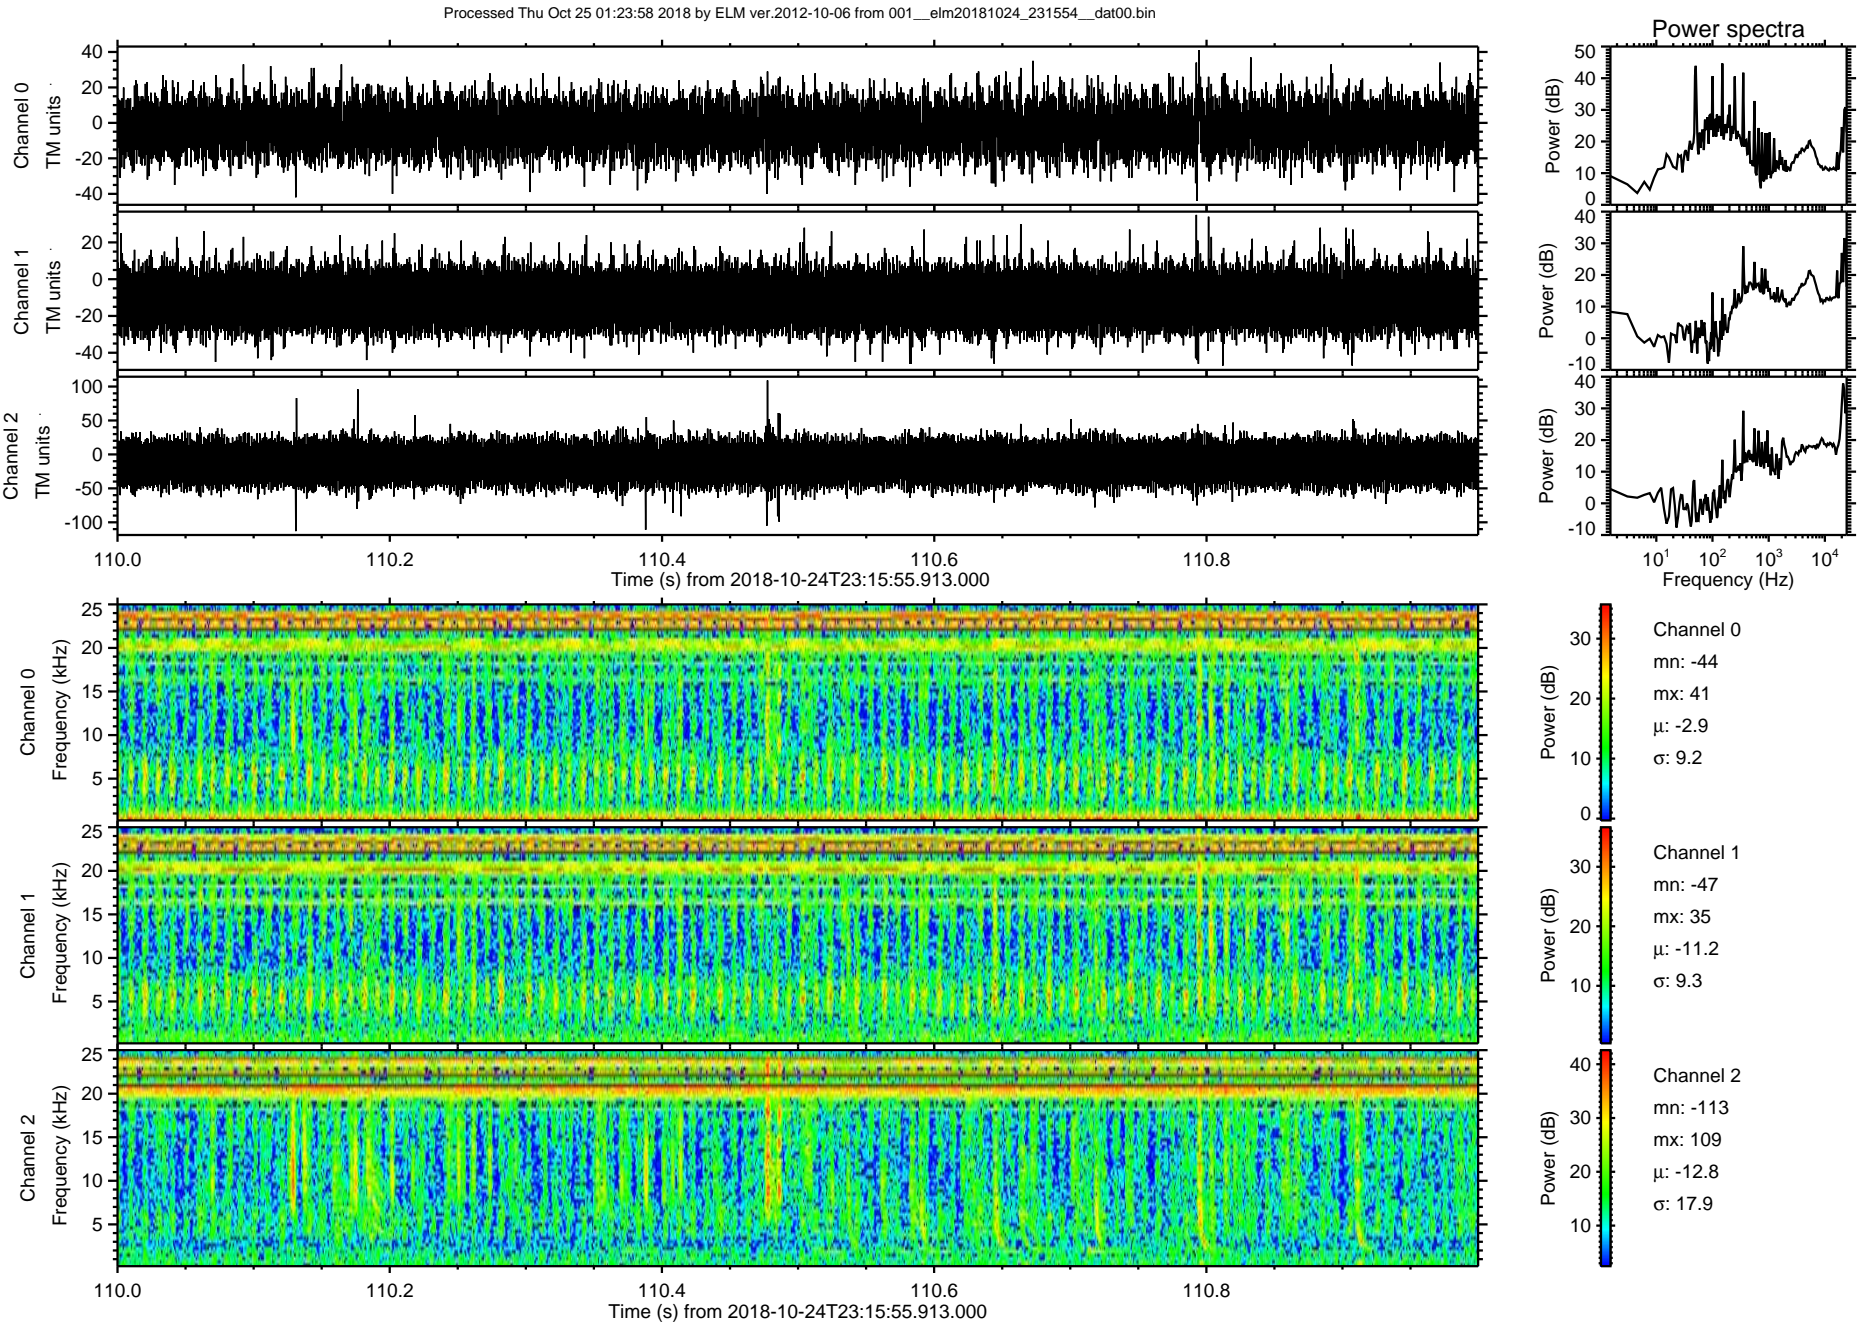 Processed Thu Oct 25 01:23:58 2018 by ELM ver.2012-10-06 from 001__elm20181024_231554__dat00.bin
Power spectra
Channel 0
TM units
40
20
0
-20
-40
Power (dB)
50
40
30
20
10
0
Channel 1
TM units
20
0
-20
-40
Power (dB)
40
30
20
10
0
-10
Channel 2
TM units
100
50
0
-50
-100
Power (dB)
40
30
20
10
0
-10
110.0 110.2 110.4 110.6 110.8
Time (s) from 2018-10-24T23:15:55.913.000
10^1 10^2 10^3 10^4
Frequency (Hz)
Channel 0
Frequency (kHz)
25
20
15
10
5
Power (dB)
30
20
10
0
Channel 0
mn: -44
mx: 41
μ: -2.9
σ: 9.2
Channel 1
Frequency (kHz)
25
20
15
10
5
Power (dB)
30
20
10
Channel 1
mn: -47
mx: 35
μ: -11.2
σ: 9.3
Channel 2
Frequency (kHz)
25
20
15
10
5
Power (dB)
40
30
20
10
Channel 2
mn: -113
mx: 109
μ: -12.8
σ: 17.9
110.0 110.2 110.4 110.6 110.8
Time (s) from 2018-10-24T23:15:55.913.000